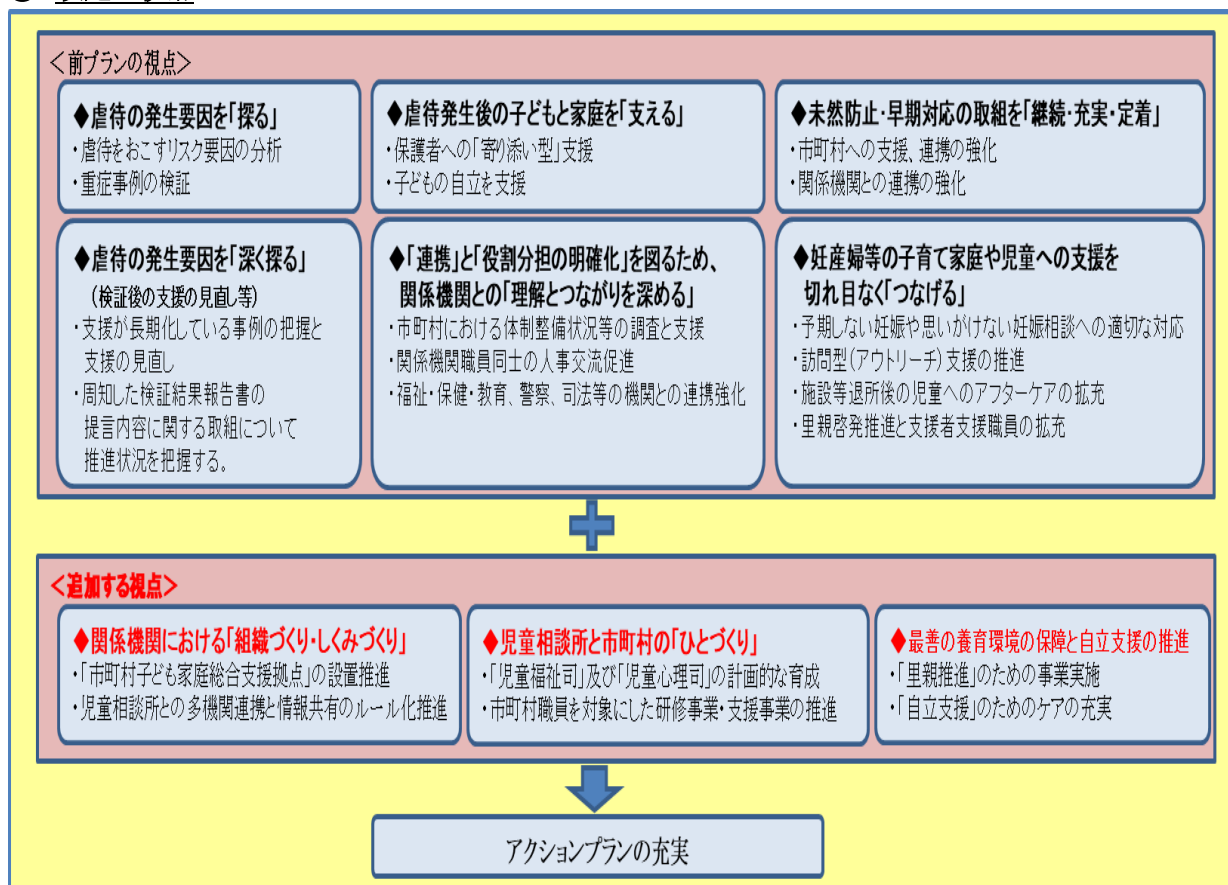 <前プランの視点>
◆虐待の発生要因を「探る」
・虐待をおこすリスク要因の分析
・重症事例の検証
◆虐待発生後の子どもと家庭を「支える」
・保護者への「寄り添い型」支援
・子どもの自立を支援
◆未然防止・早期対応の取組を「継続・充実・定着」
・市町村への支援、連携の強化
・関係機関との連携の強化
◆虐待の発生要因を「深く探る」
(検証後の支援の見直し等)
・支援が長期化している事例の把握と
支援の見直し
・周知した検証結果報告書の
提言内容に関する取組について
推進状況を把握する。
◆「連携」と「役割分担の明確化」を図るため、
関係機関との「理解とつながりを深める」
・市町村における体制整備状況等の調査と支援
・関係機関職員同士の人事交流促進
・福祉・保健・教育、警察、司法等の機関との連携強化
◆妊産婦等の子育て家庭や児童への支援を
切れ目なく「つなげる」
・予期しない妊娠や思いがけない妊娠相談への適切な対応
・訪問型(アウトリーチ)支援の推進
・施設等退所後の児童へのアフターケアの拡充
・里親啓発推進と支援者支援職員の拡充
<追加する視点>
◆関係機関における「組織づくり・しくみづくり」
・「市町村子ども家庭総合支援拠点」の設置推進
・児童相談所との多機関連携と情報共有のルール化推進
◆児童相談所と市町村の「ひとづくり」
・「児童福祉司」及び「児童心理司」の計画的な育成
・市町村職員を対象にした研修事業・支援事業の推進
◆最善の養育環境の保障と自立支援の推進
・「里親推進」のための事業実施
・「自立支援」のためのケアの充実
アクションプランの充実